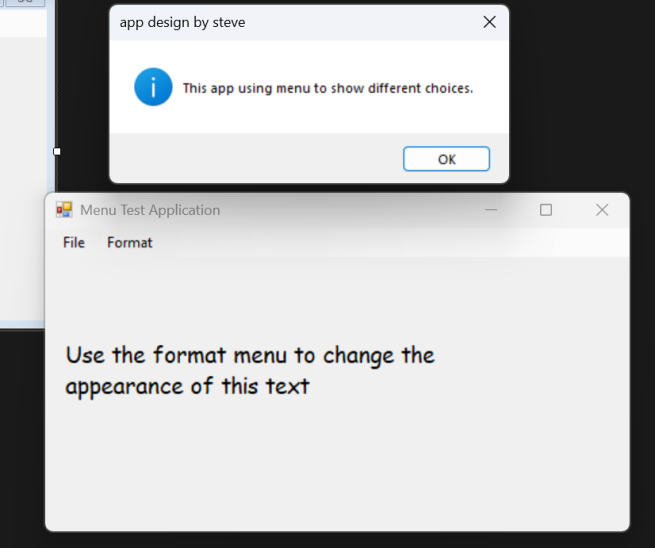 app design by steve
This app using menu to show different choices.
OK
Menu Test Application
File Format
Use the format menu to change the
appearance of this text